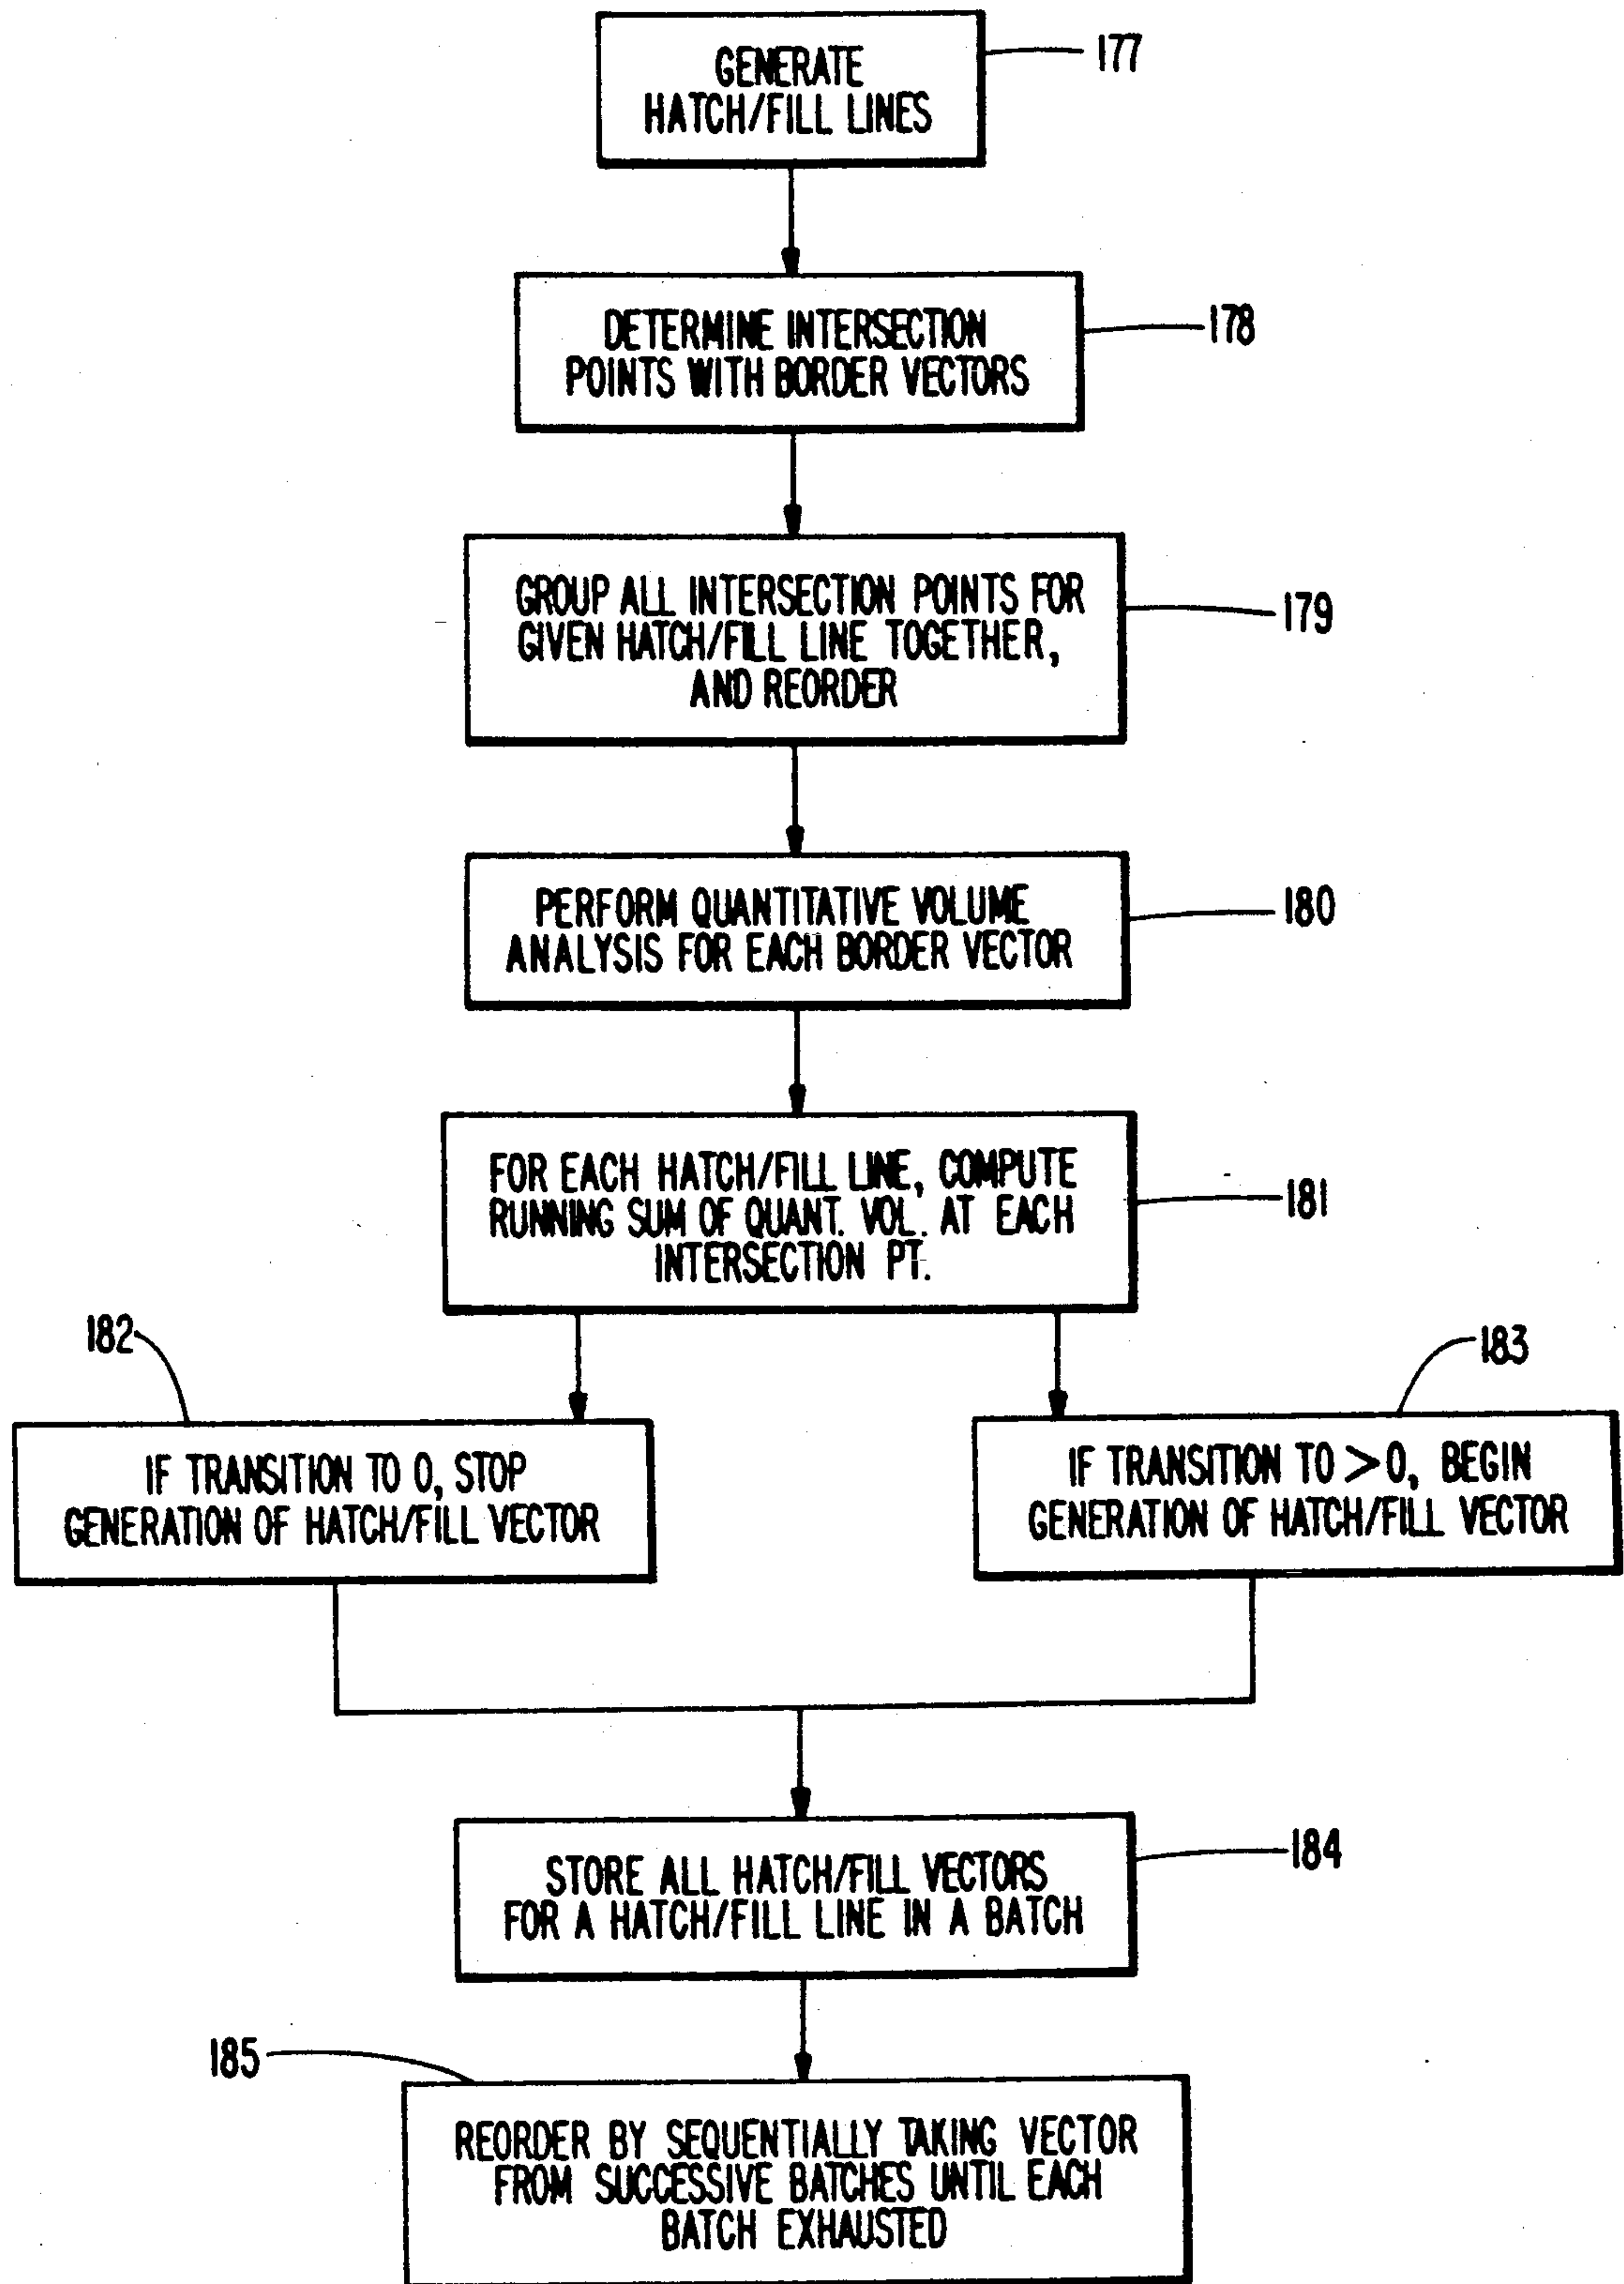 GENERATE
HATCH/FILL LINES
177
DETERMINE INTERSECTION
POINTS WITH BORDER VECTORS
178
GROUP ALL INTERSECTION POINTS FOR
GIVEN HATCH/FILL LINE TOGETHER,
AND REORDER
179
PERFORM QUANTITATIVE VOLUME
ANALYSIS FOR EACH BORDER VECTOR
180
FOR EACH HATCH/FILL LINE, COMPUTE
RUNNING SUM OF QUANT. VOL. AT EACH
INTERSECTION PT.
181
182
IF TRANSITION TO 0, STOP
GENERATION OF HATCH/FILL VECTOR
183
IF TRANSITION TO >0, BEGIN
GENERATION OF HATCH/FILL VECTOR
STORE ALL HATCH/FILL VECTORS
FOR A HATCH/FILL LINE IN A BATCH
184
185
REORDER BY SEQUENTIALLY TAKING VECTOR
FROM SUCCESSIVE BATCHES UNTIL EACH
BATCH EXHAUSTED